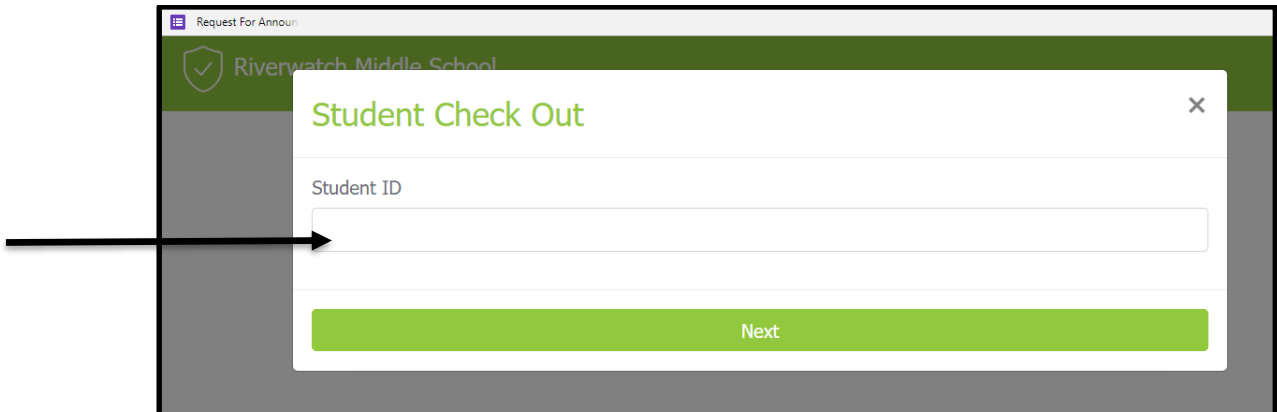 Request For Announ
Riverwatch Middle School
Student Check Out
Student ID
Next